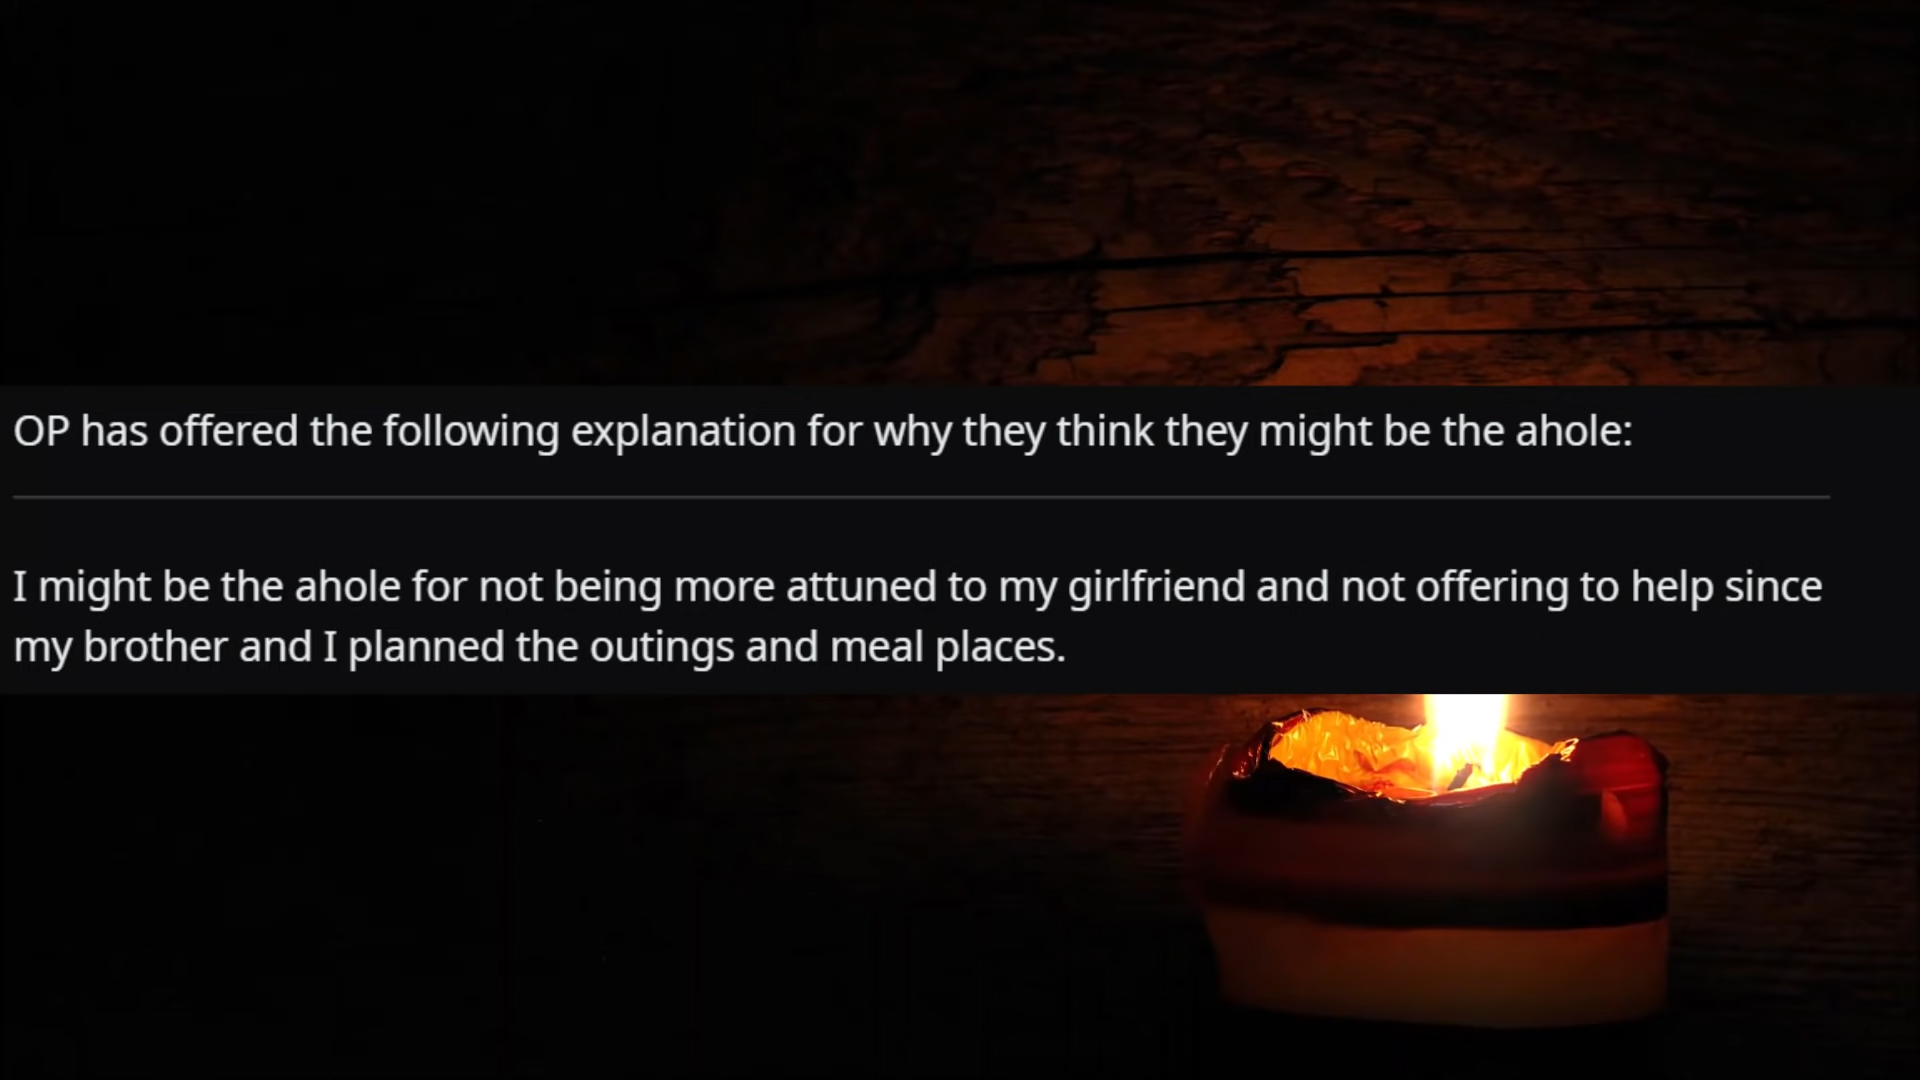 OP has offered the following explanation for why they think they might be the ahole:
I might be the ahole for not being more attuned to my girlfriend and not offering to help since
my brother and I planned the outings and meal places.